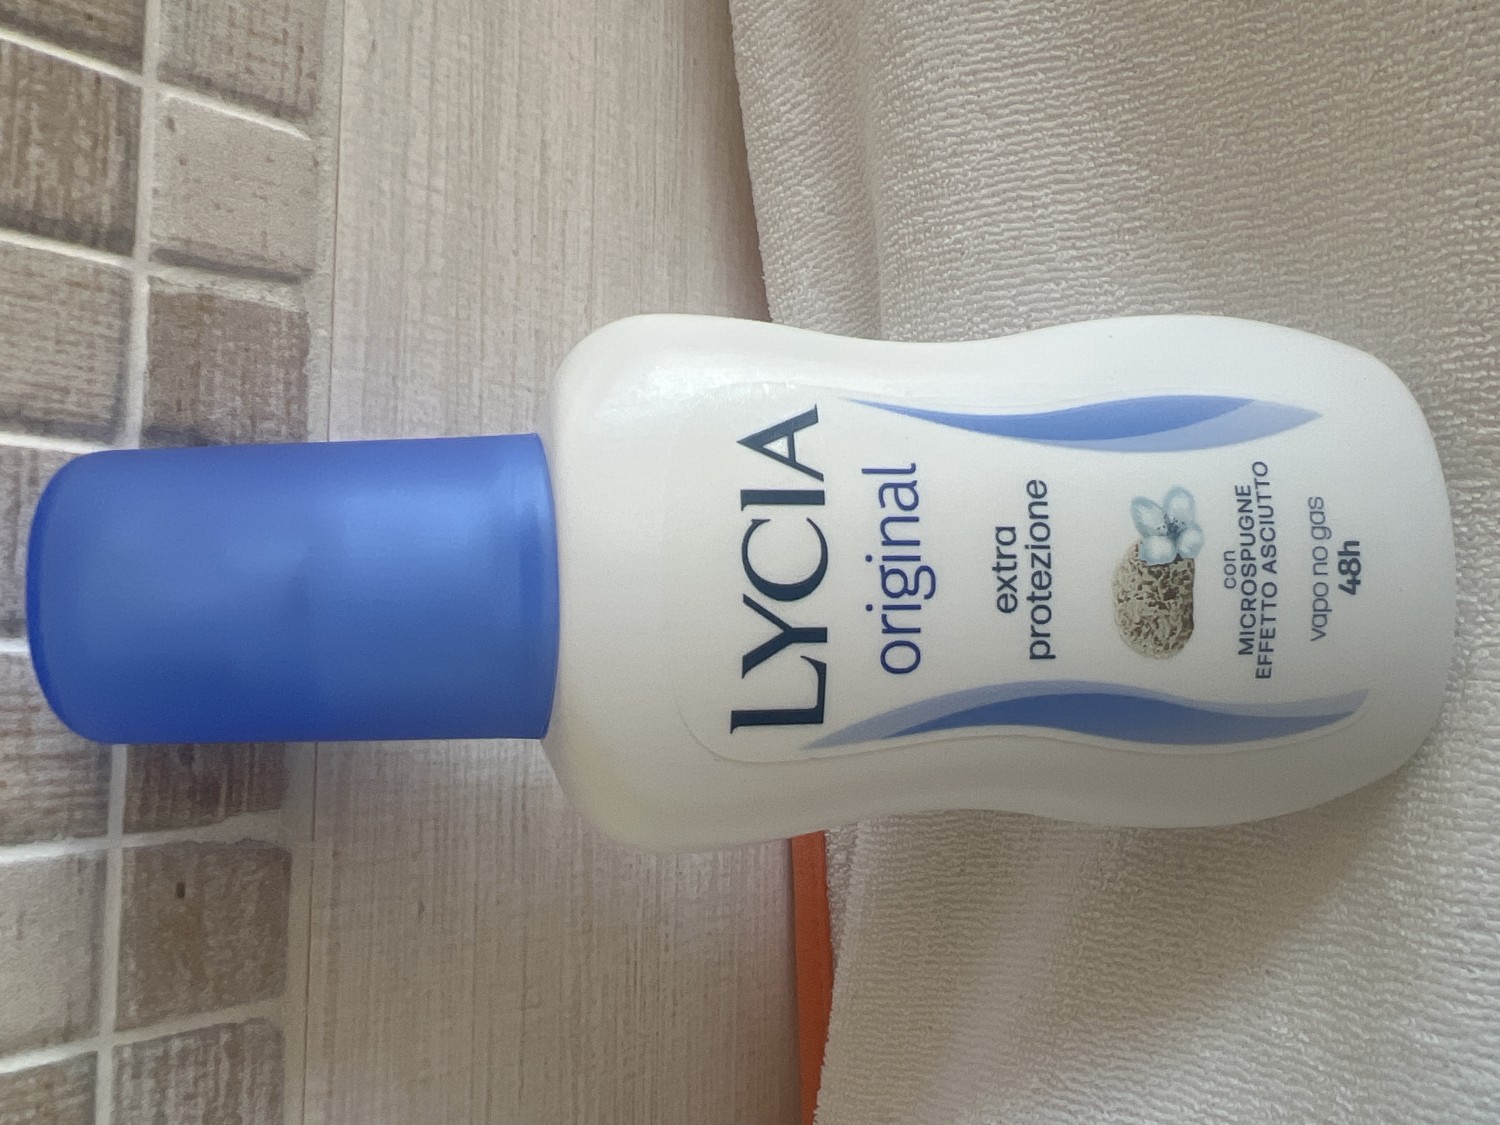 LYCIA
original
extra
protezione
con
MICROSPUGNE
EFFETTO ASCIUTTO
vapo no gas
48h